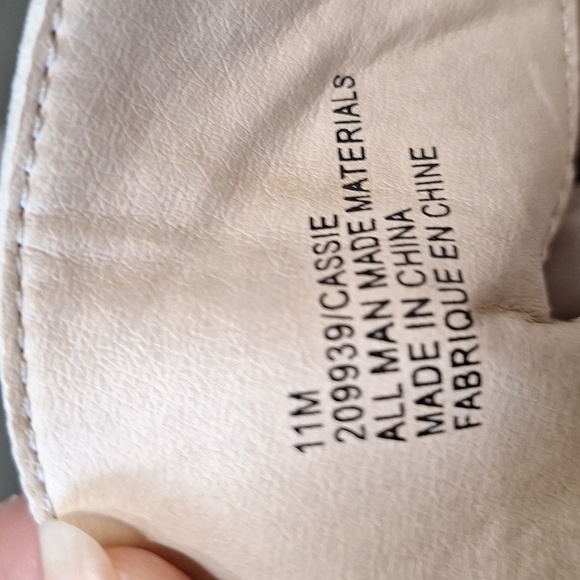 11M
209939/CASSIE
ALL MAN MADE MATERIALS
MADE IN CHINA
FABRIQUE EN CHINE